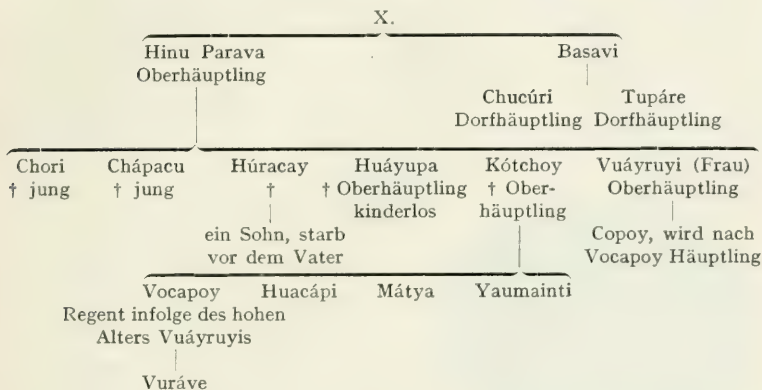 X.
Hinu Parava Basavi
Oberhäuptling
Chucúri Tupáre
Dorfhäuptling Dorfhäuptling
Chori Chápacu Húracay Huáyupa Kótchoy Vuáyruyi (Frau)
† jung † jung † † Oberhäuptling † Ober- Oberhäuptling
kinderlos häuptling
ein Sohn, starb Copoy, wird nach
vor dem Vater Vocapoy Häuptling
Vocapoy Huacápi Mátya Yaumainti
Regent infolge des hohen
Alters Vuáyruyis
Vuráve